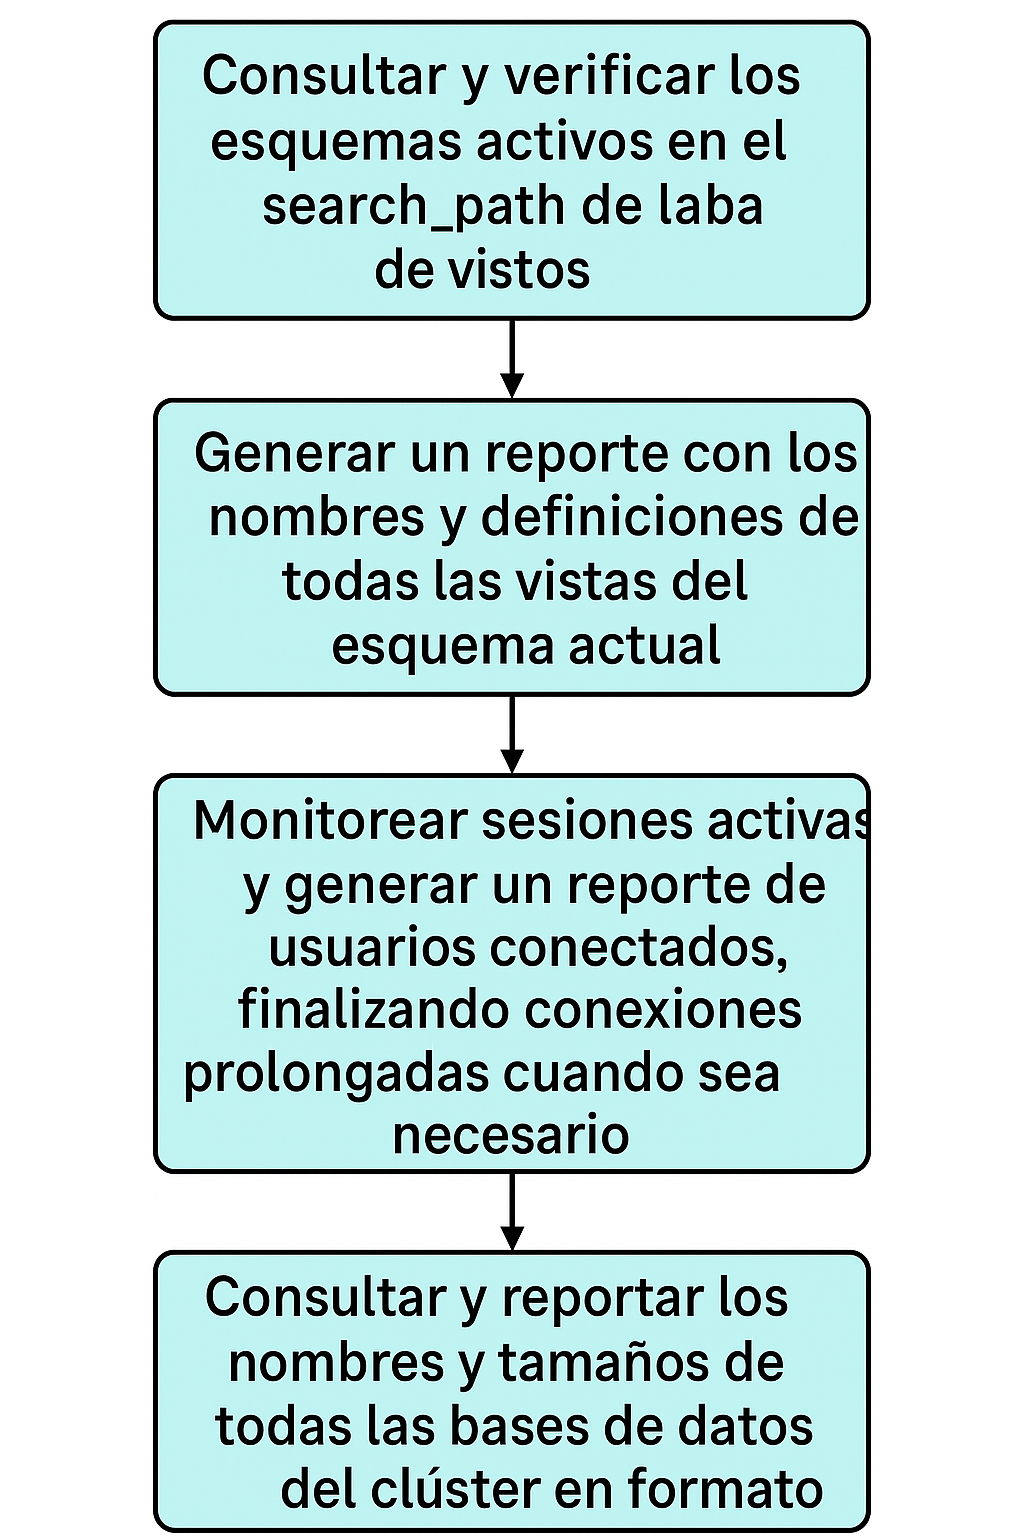 Consultar y verificar los
esquemas activos en el
search_path de laba
de vistos
Generar un reporte con los
nombres y definiciones de
todas las vistas del
esquema actual
Monitorear sesiones activas
y generar un reporte de
usuarios conectados,
finalizando conexiones
prolongadas cuando sea
necesario
Consultar y reportar los
nombres y tamaños de
todas las bases de datos
del clúster en formato